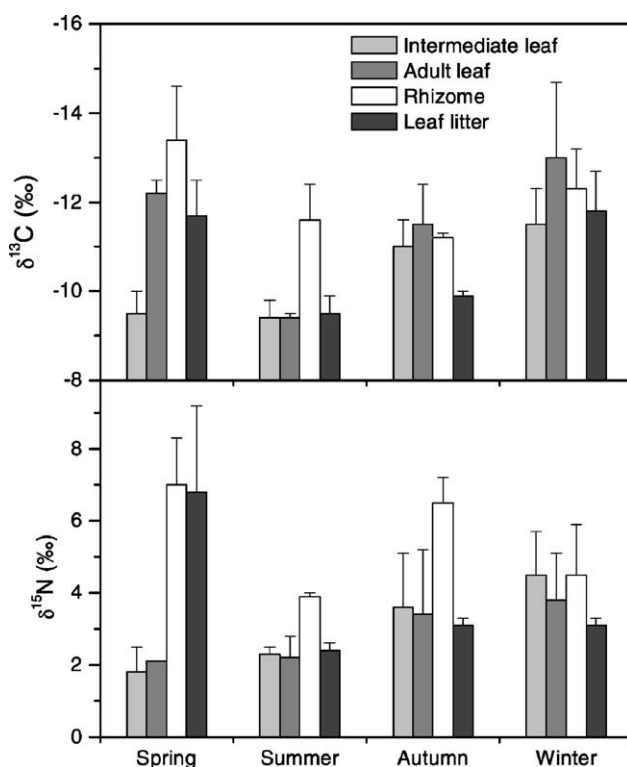 -16
-14
-12
-10
-8
δ¹³C (‰)
Intermediate leaf
Adult leaf
Rhizome
Leaf litter
8
6
4
2
0
δ¹⁵N (‰)
Spring Summer Autumn Winter